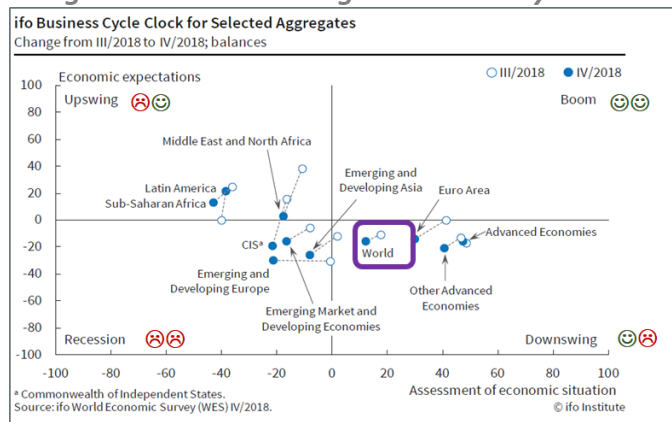 ifo Business Cycle Clock for Selected Aggregates
Change from III/2018 to IV/2018; balances
Economic expectations
III/2018
IV/2018
100
Upswing
Boom
80
60
Middle East and North Africa
40
Emerging and
Developing Asia
Euro Area
Latin America
20
Sub-Saharan Africa
0
Advanced Economies
CISᵃ
World
-20
Emerging and
Developing Europe
-40
Emerging Market and
Developing Economies
Other Advanced
Economies
-60
-80
Recession
Downswing
-100
-100
-80
-60
-40
-20
0
20
40
60
80
100
Assessment of economic situation
ᵃ Commonwealth of Independent States.
Source: ifo World Economic Survey (WES) IV/2018.
© ifo Institute